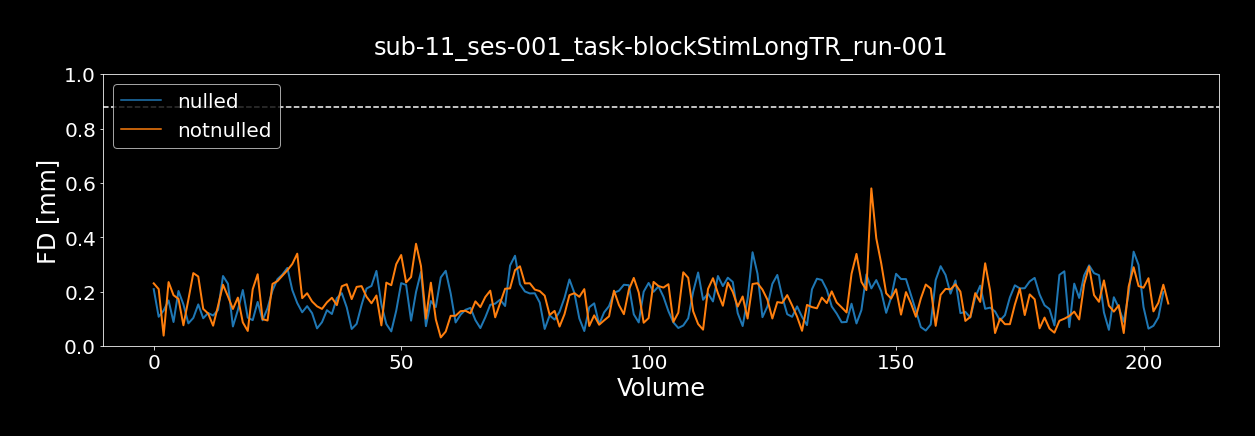 sub-11_ses-001_task-blockStimLongTR_run-001
1.0
0.8
0.6
0.4
0.2
0.0
FD [mm]
nulled
notnulled
0
50
100
150
200
Volume